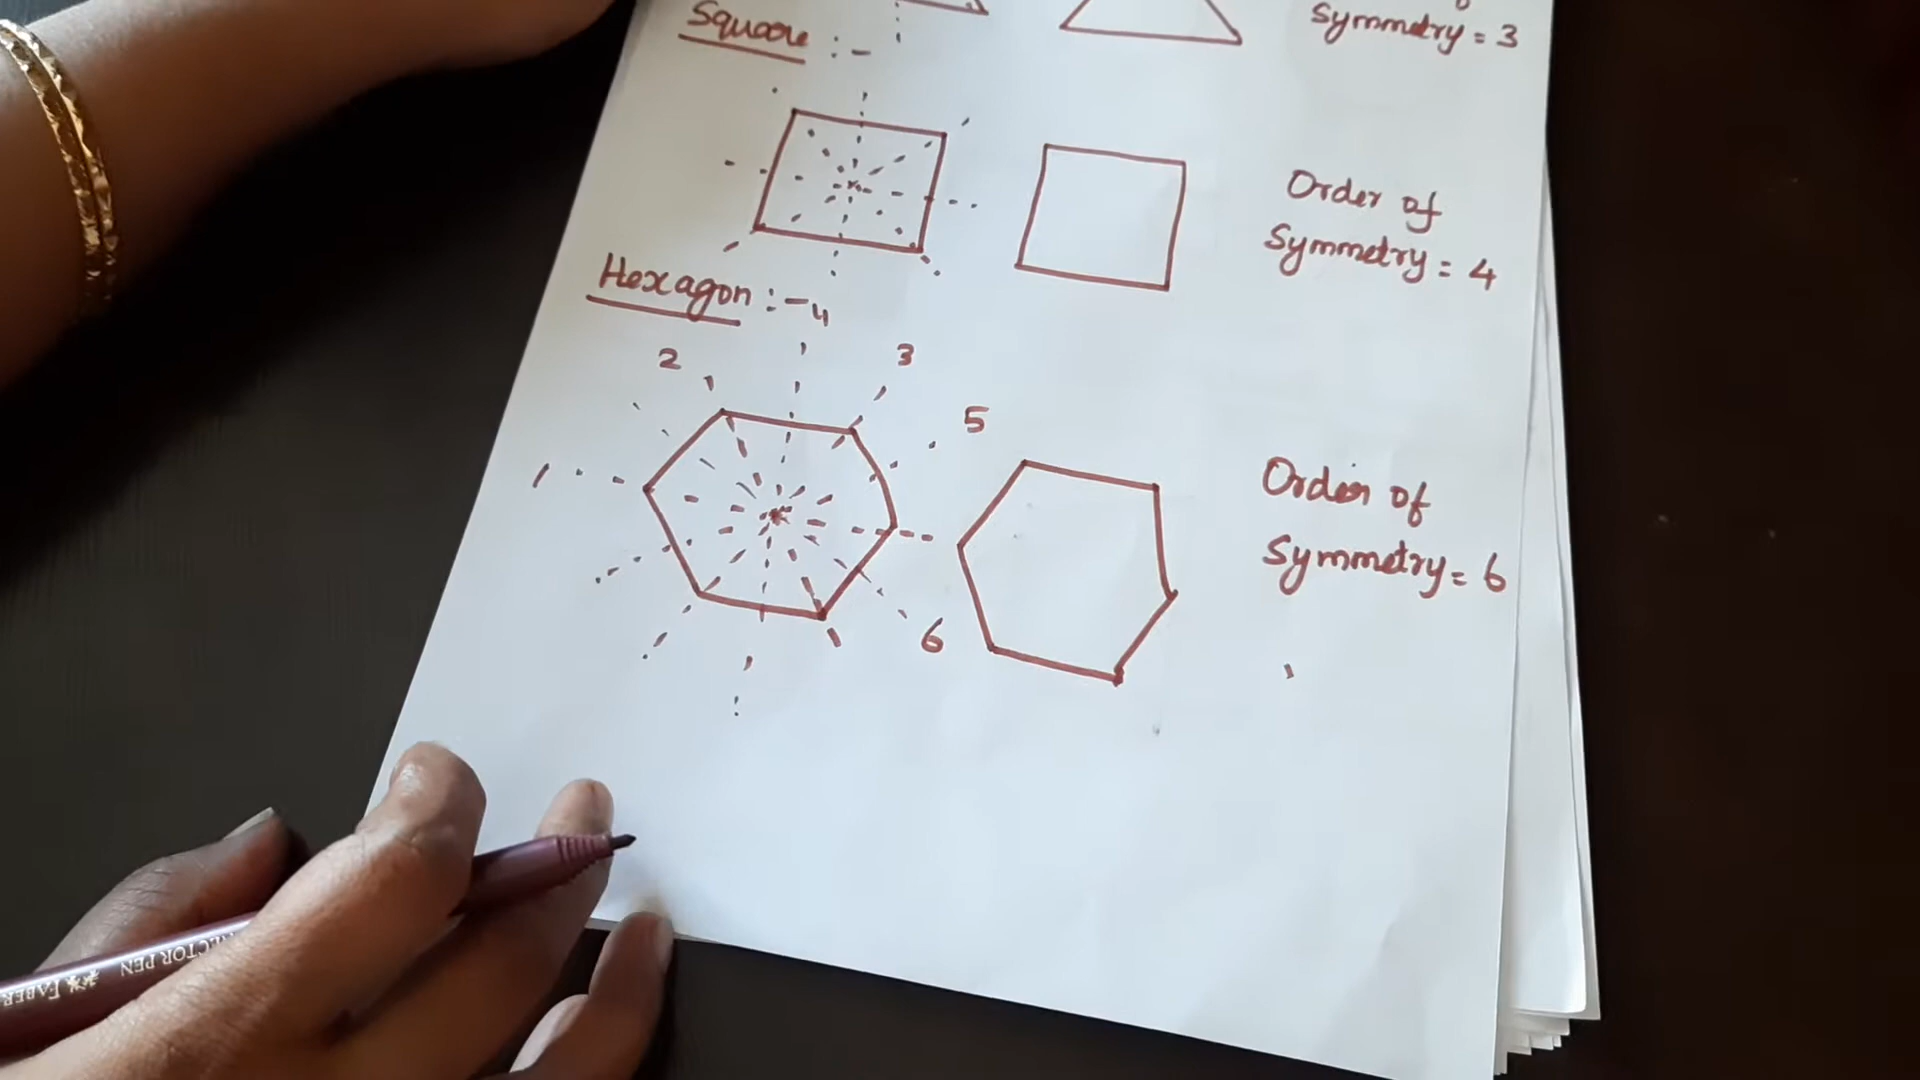 Symmetry = 3
Square :-
Order of
Symmetry = 4
Hexagon :-
4
2
3
5
1
Order of
Symmetry = 6
6
FABER
ECTOR PEN